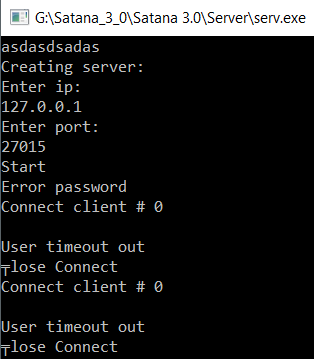 G:\Satana_3_0\Satana 3.0\Server\serv.exe
asdasdsadas
Creating server:
Enter ip:
127.0.0.1
Enter port:
27015
Start
Error password
Connect client # 0
User timeout out
╤lose Connect
Connect client # 0
User timeout out
╤lose Connect